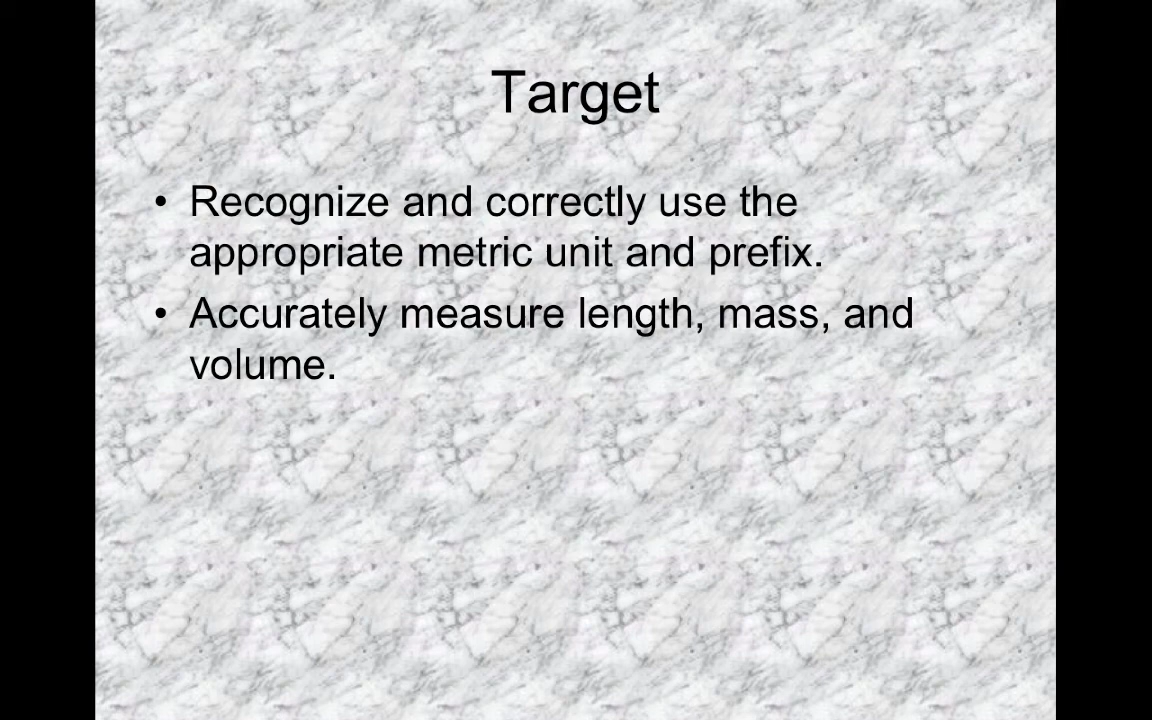 Target
• Recognize and correctly use the
appropriate metric unit and prefix.
• Accurately measure length, mass, and
volume.